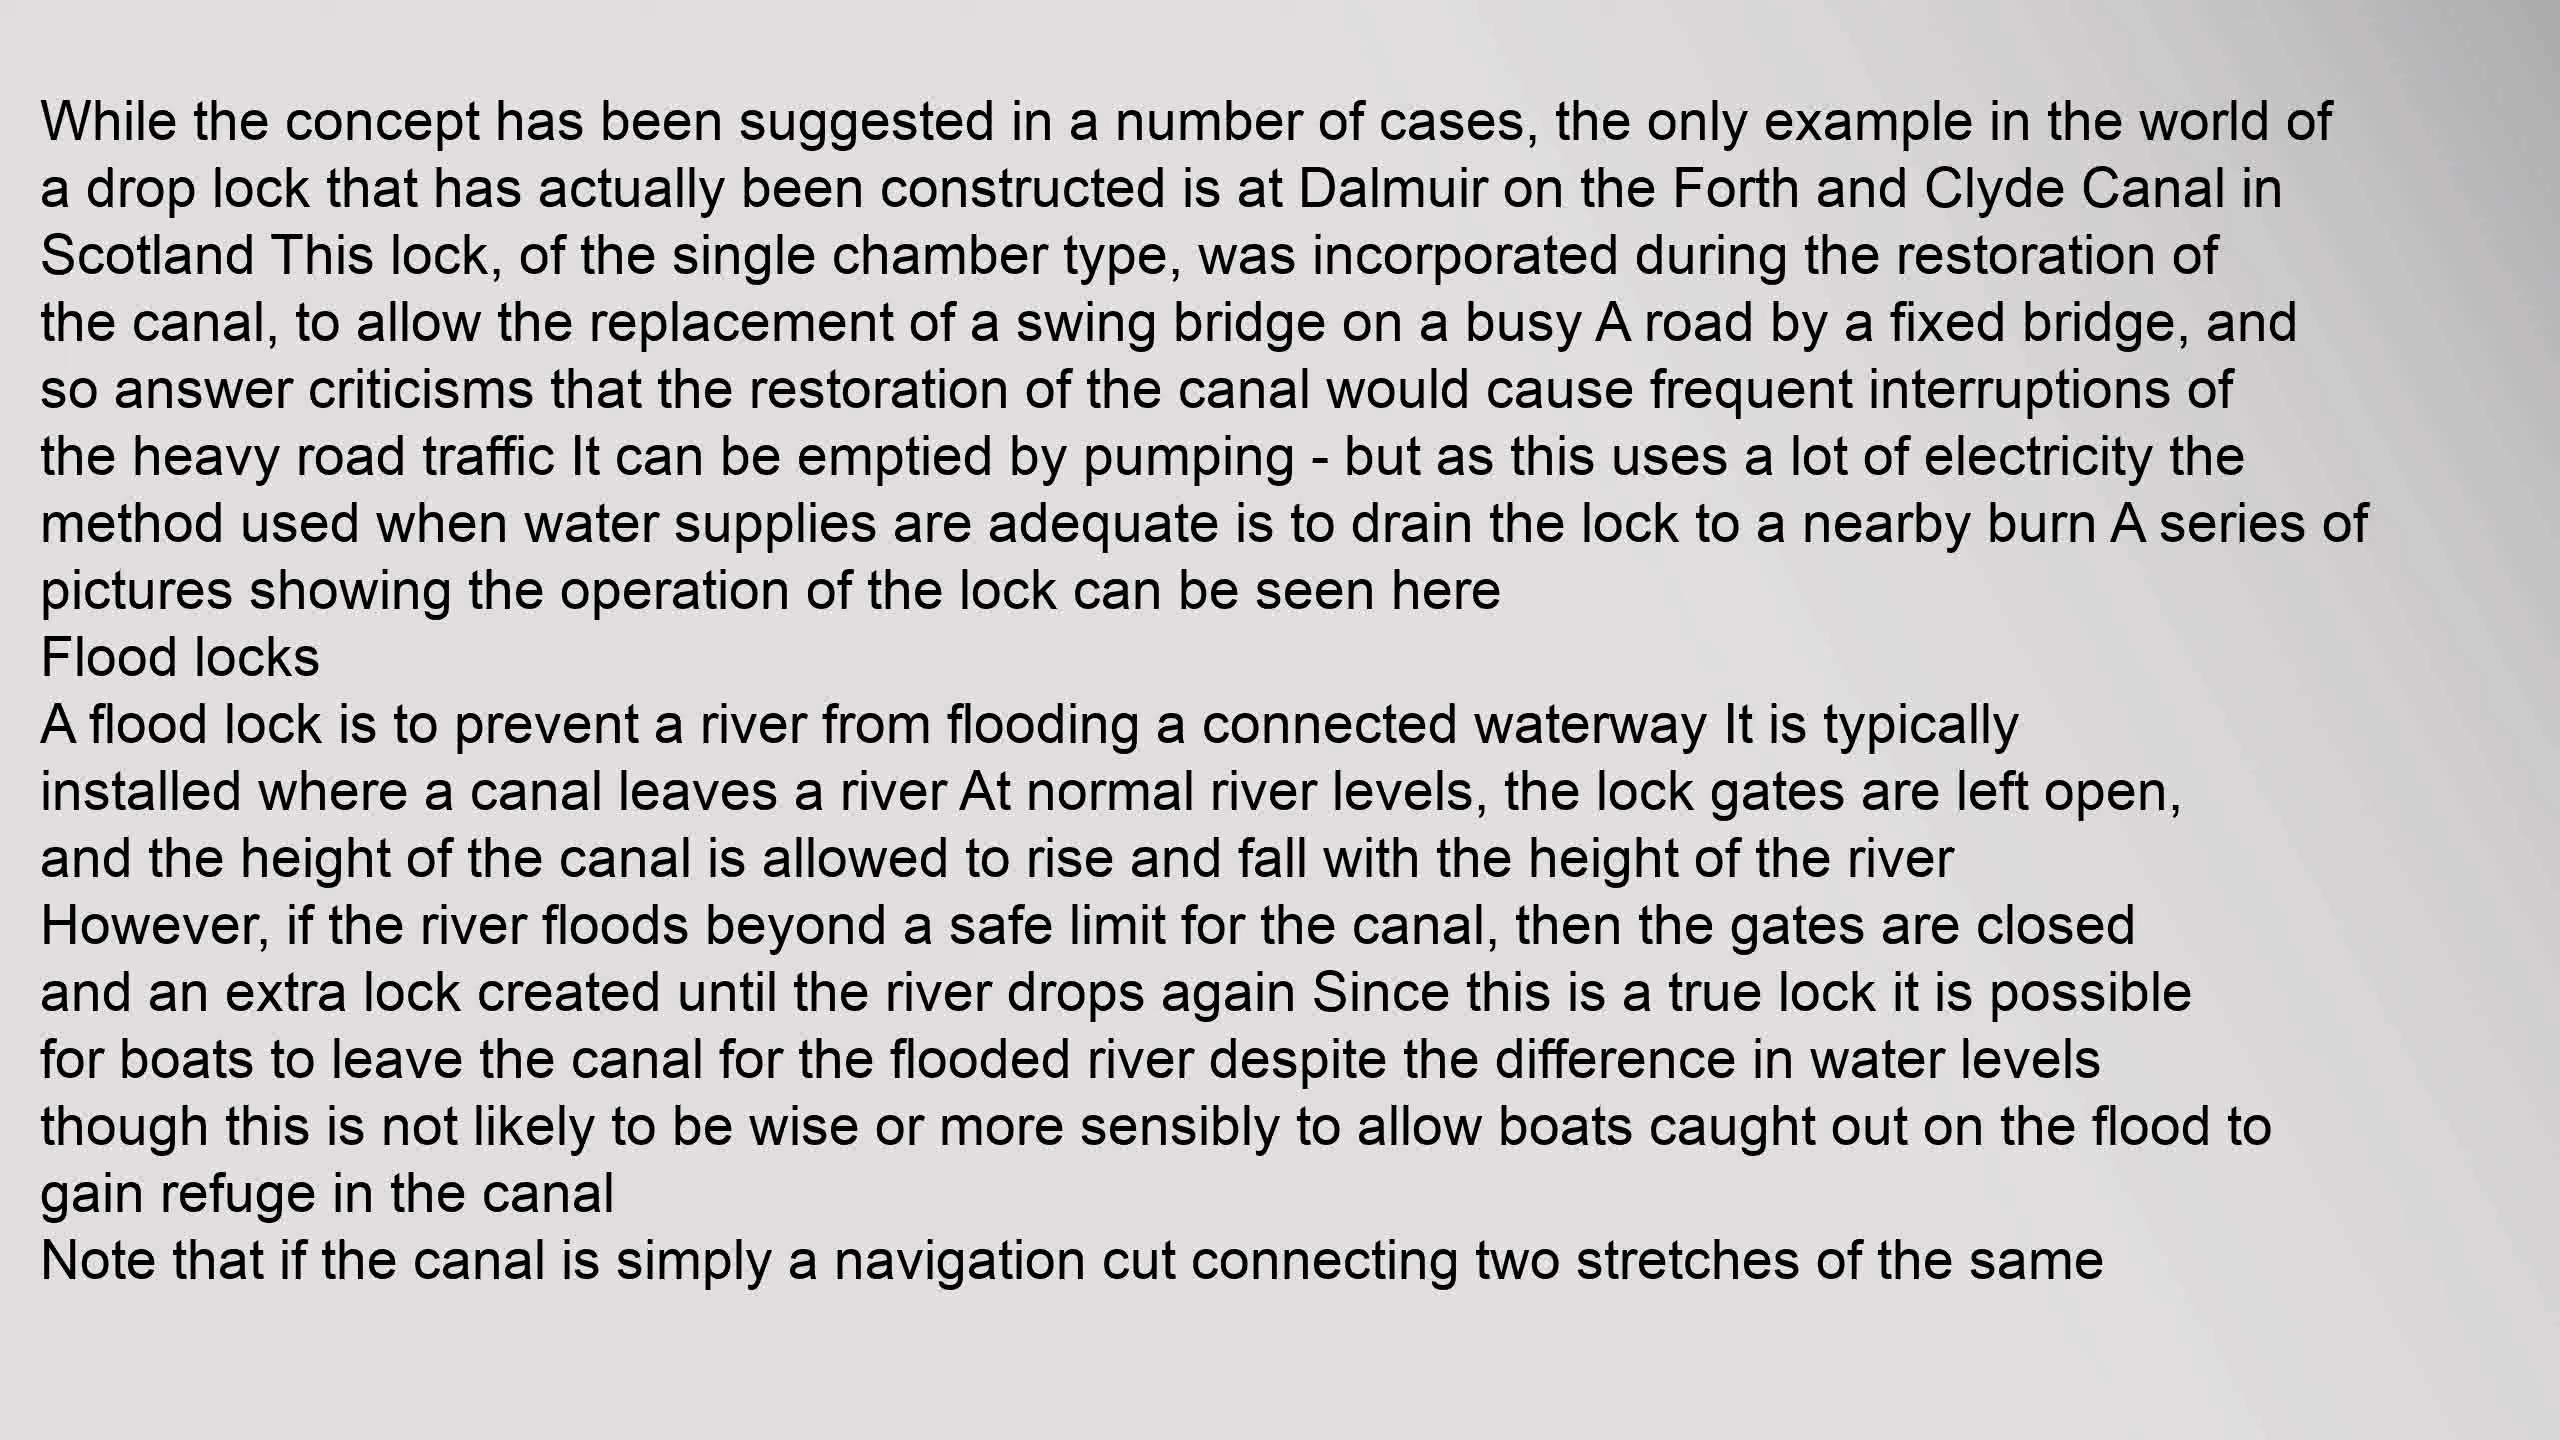 While the concept has been suggested in a number of cases, the only example in the world of
a drop lock that has actually been constructed is at Dalmuir on the Forth and Clyde Canal in
Scotland This lock, of the single chamber type, was incorporated during the restoration of
the canal, to allow the replacement of a swing bridge on a busy A road by a fixed bridge, and
so answer criticisms that the restoration of the canal would cause frequent interruptions of
the heavy road traffic It can be emptied by pumping - but as this uses a lot of electricity the
method used when water supplies are adequate is to drain the lock to a nearby burn A series of
pictures showing the operation of the lock can be seen here
Flood locks
A flood lock is to prevent a river from flooding a connected waterway It is typically
installed where a canal leaves a river At normal river levels, the lock gates are left open,
and the height of the canal is allowed to rise and fall with the height of the river
However, if the river floods beyond a safe limit for the canal, then the gates are closed
and an extra lock created until the river drops again Since this is a true lock it is possible
for boats to leave the canal for the flooded river despite the difference in water levels
though this is not likely to be wise or more sensibly to allow boats caught out on the flood to
gain refuge in the canal
Note that if the canal is simply a navigation cut connecting two stretches of the same